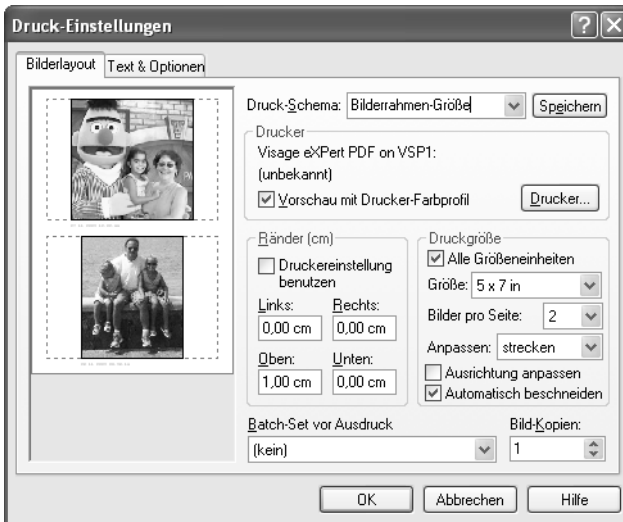 Druck-Einstellungen
Bilderlayout
Text & Optionen
Druck-Schema:
Bilderrahmen-Größe
Speichern
Drucker
Visage eXPert PDF on VSP1:
(unbekannt)
Vorschau mit Drucker-Farbprofil
Drucker...
Ränder (cm)
Druckereinstellung
benutzen
Links:
Rechts:
0,00 cm
0,00 cm
Oben:
Unten:
1,00 cm
0,00 cm
Druckgröße
Alle Größeneinheiten
Größe:
5 x 7 in
Bilder pro Seite:
2
Anpassen:
strecken
Ausrichtung anpassen
Automatisch beschneiden
Batch-Set vor Ausdruck
(kein)
Bild-Kopien:
1
OK
Abbrechen
Hilfe